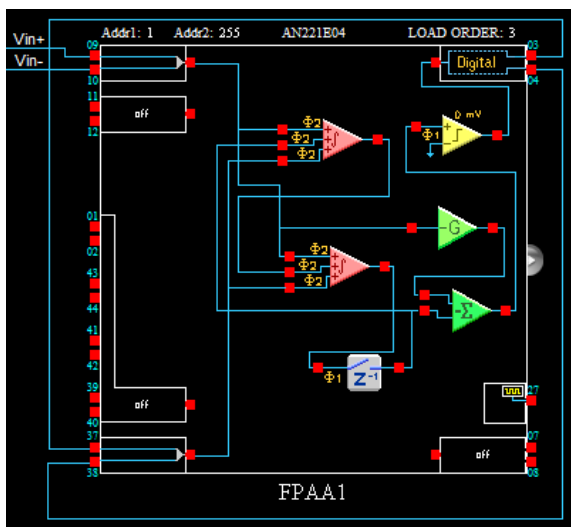 Addr1: 1 Addr2: 255 AN221E04 LOAD ORDER: 3
Vin+
Vin-
09
10
11
12
01
02
43
44
41
42
39
40
37
38
off
off
Φ2
Φ2
Φ2
+
+
+
∫
Φ2
Φ2
Φ2
+
+
+
∫
Φ1
Z-1
Digital
03
04
0 mV
Φ1
+
-
-G
-Σ
27
off
07
08
FPAA1